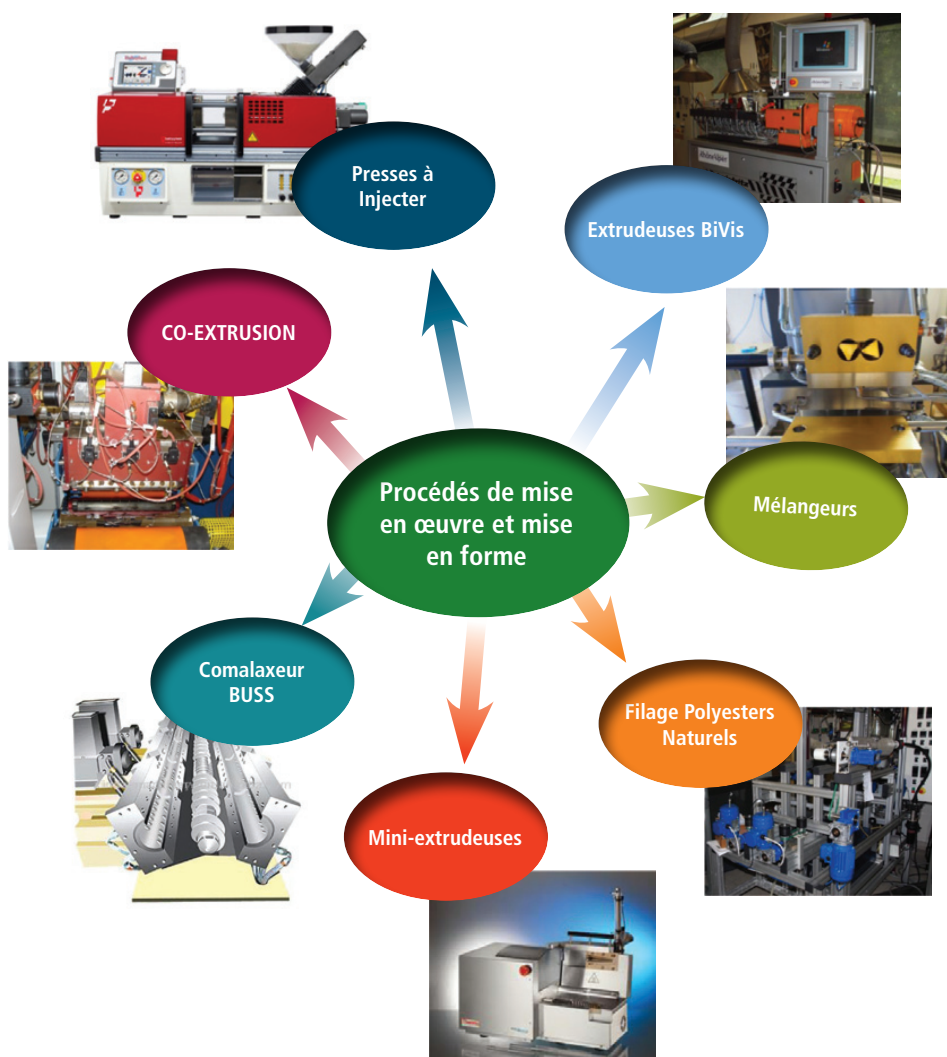 Presses à
Injecter
Extrudeuses BiVis
CO-EXTRUSION
Mélangeurs
Procédés de mise
en œuvre et mise
en forme
Comalaxeur
BUSS
Filage Polyesters
Naturels
Mini-extrudeuses